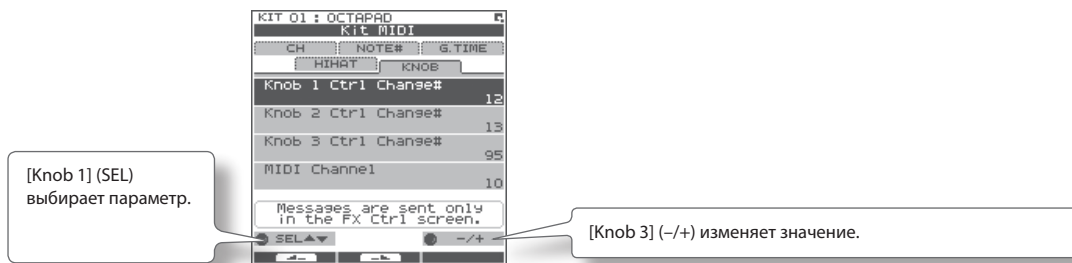 KIT 01 : OCTAPAD
Kit MIDI
CH NOTE# G.TIME
HIHAT KNOB
Knob 1 Ctrl Change#
12
Knob 2 Ctrl Change#
13
Knob 3 Ctrl Change#
95
MIDI Channel
10
Messages are sent only
in the FX Ctrl screen.
SEL▲▼ -/+
[Knob 1] (SEL)
выбирает параметр.
[Knob 3] (–/+) изменяет значение.